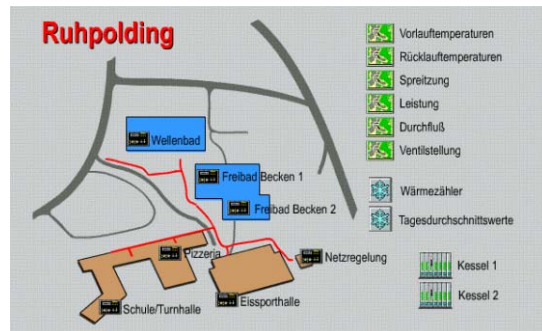 Ruhpolding
Vorlauftemperaturen
Rücklauftemperaturen
Spreitzung
Leistung
Durchfluß
Ventilstellung
Wellenbad
Freibad Becken 1
Freibad Becken 2
Wärmezähler
Tagesdurchschnittswerte
Pizzeria
Netzregelung
Schule/Turnhalle
Eissporthalle
Kessel 1
Kessel 2